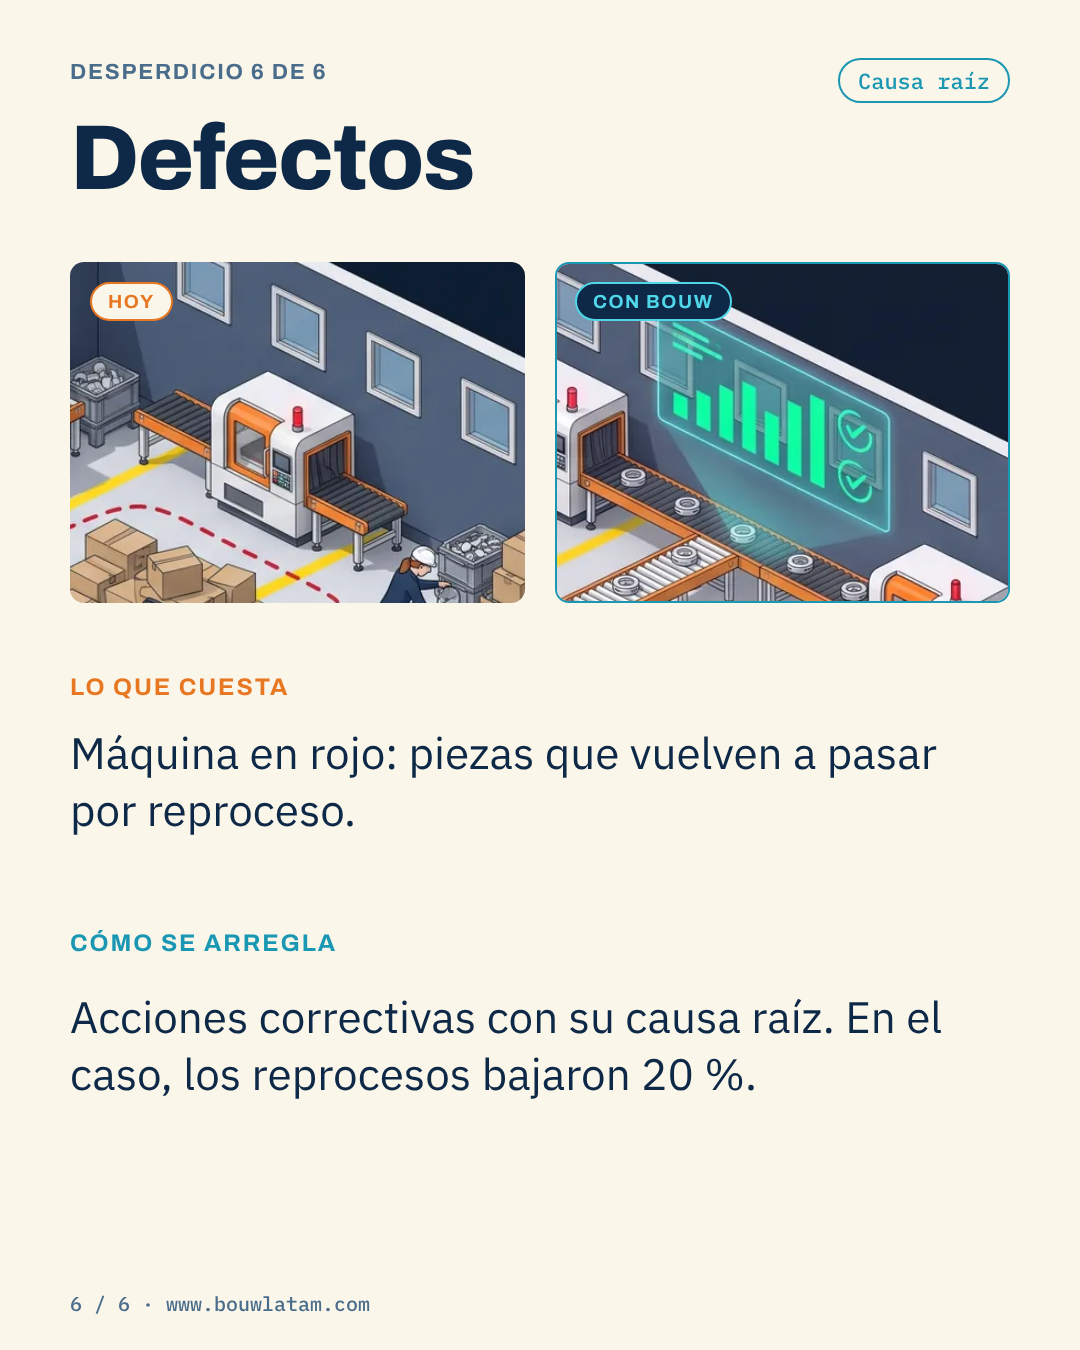 DESPERDICIO 6 DE 6
Causa raíz
Defectos
HOY
CON BOUW
LO QUE CUESTA
Máquina en rojo: piezas que vuelven a pasar
por reproceso.
CÓMO SE ARREGLA
Acciones correctivas con su causa raíz. En el
caso, los reprocesos bajaron 20 %.
6 / 6 · www.bouwlatam.com